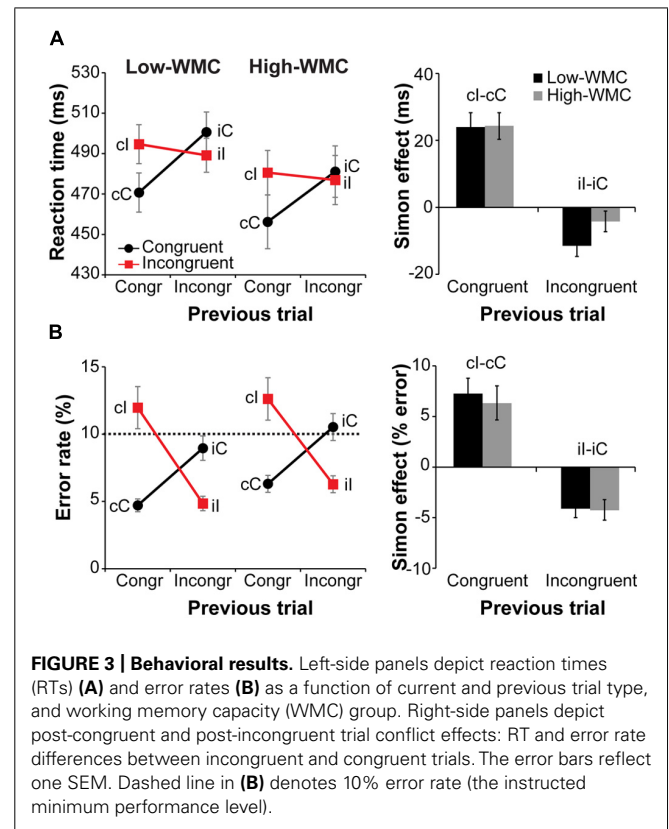 A
Low-WMC High-WMC
Reaction time (ms)
530
510
490
470
450
430
cI
cC
iC
iI
cI
cC
iC
iI
Congruent
Incongruent
Congr Incongr Congr Incongr
Previous trial
Simon effect (ms)
40
20
0
-20
Low-WMC
High-WMC
cI-cC
iI-iC
Congruent Incongruent
Previous trial
B
Error rate (%)
15
10
5
0
cI
cC
iC
iI
cI
cC
iC
iI
Congr Incongr Congr Incongr
Previous trial
Simon effect (% error)
10
5
0
-5
-10
cI-cC
iI-iC
Congruent Incongruent
Previous trial
FIGURE 3 | Behavioral results. Left-side panels depict reaction times
(RTs) (A) and error rates (B) as a function of current and previous trial type,
and working memory capacity (WMC) group. Right-side panels depict
post-congruent and post-incongruent trial conflict effects: RT and error rate
differences between incongruent and congruent trials. The error bars reflect
one SEM. Dashed line in (B) denotes 10% error rate (the instructed
minimum performance level).